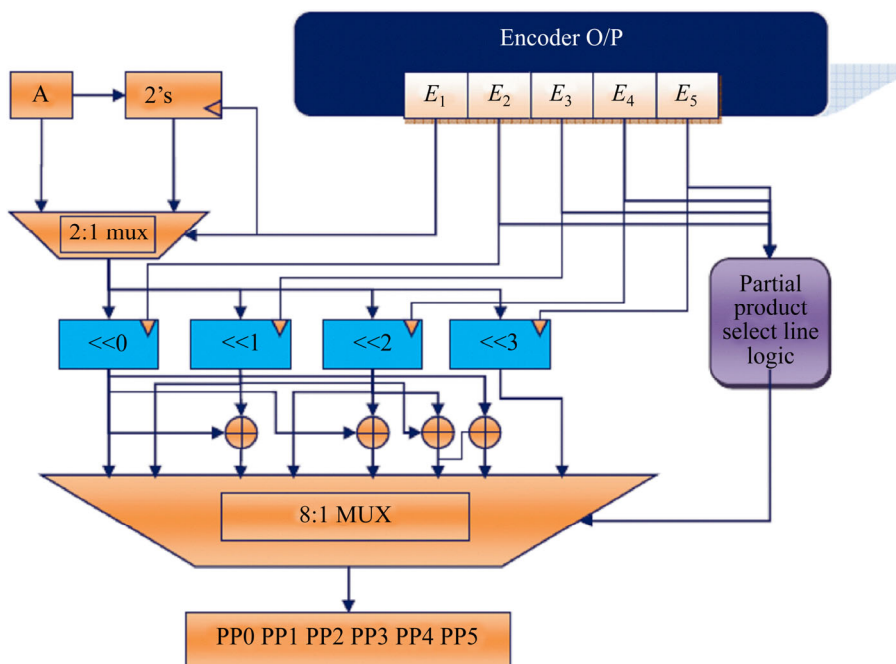 Encoder O/P
A
2's
E1 E2 E3 E4 E5
2:1 mux
Partial
product
select line
logic
<<0
<<1
<<2
<<3
8:1 MUX
PP0 PP1 PP2 PP3 PP4 PP5